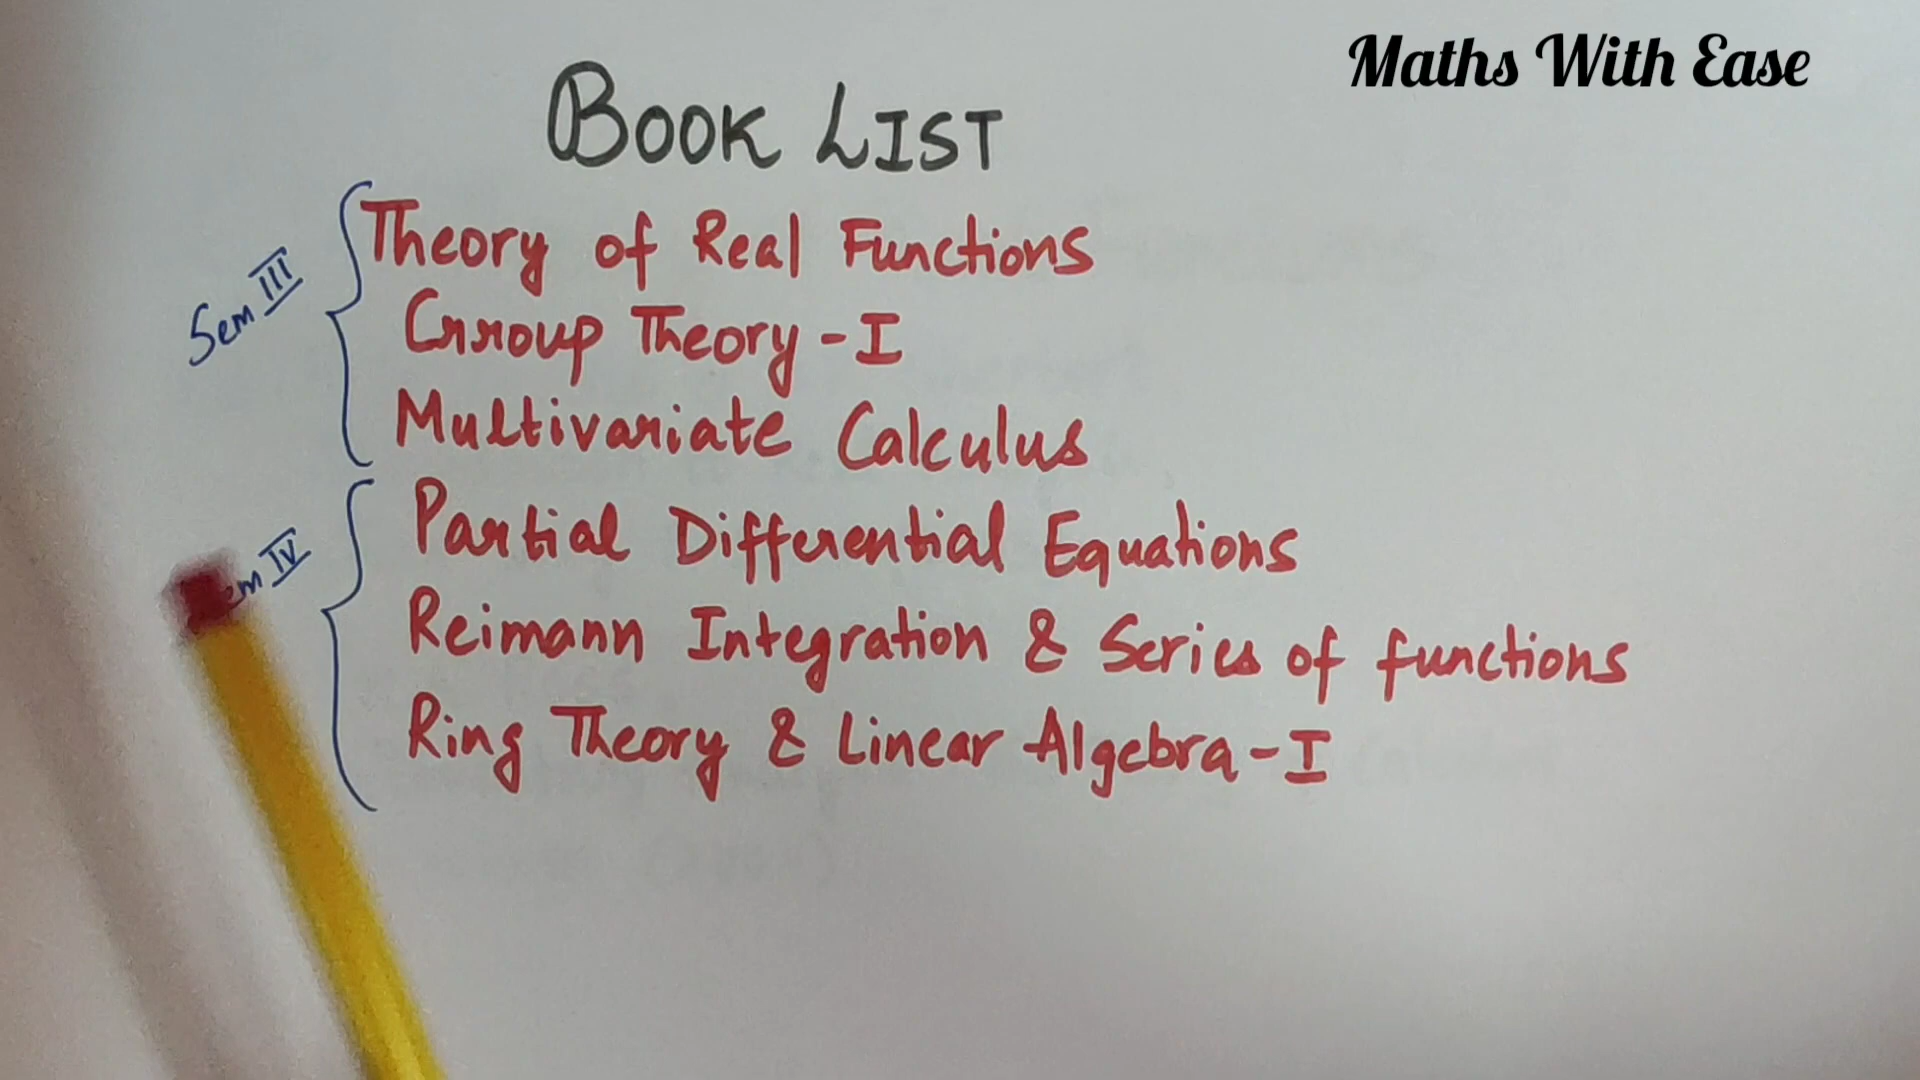 Maths With Ease
BOOK LIST
Sem III
Theory of Real Functions
Group Theory - I
Multivariate Calculus
IV
Partial Differential Equations
Reimann Integration & Series of functions
Ring Theory & Linear Algebra - I